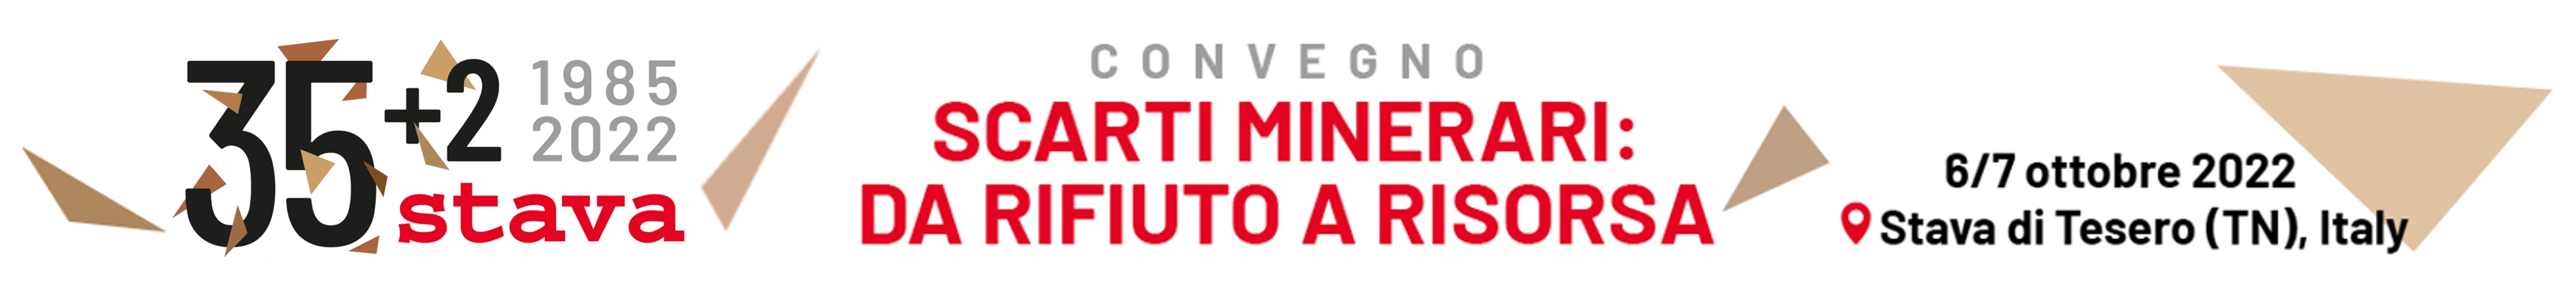 35+2
1985
2022
stava
CONVEGNO
SCARTI MINERARI:
DA RIFIUTO A RISORSA
6/7 ottobre 2022
Stava di Tesero (TN), Italy